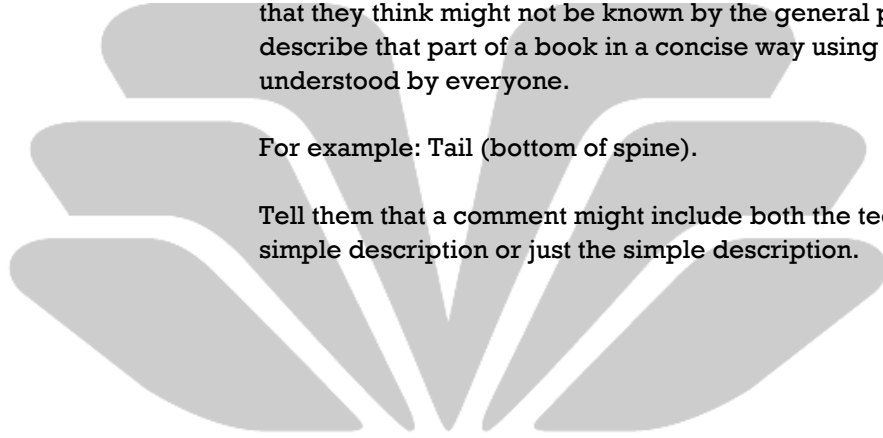 that they think might not be known by the general
describe that part of a book in a concise way using
understood by everyone.
For example: Tail (bottom of spine).
Tell them that a comment might include both the
simple description or just the simple description.